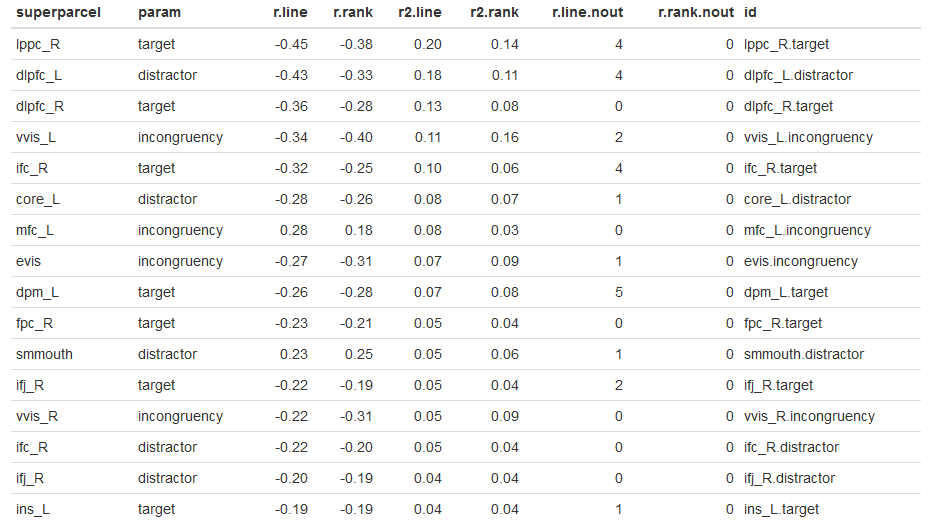 superparcel param r.line r.rank r2.line r2.rank r.line.nout r.rank.nout id
lppc_R target -0.45 -0.38 0.20 0.14 4 0 lppc_R.target
dlpfc_L distractor -0.43 -0.33 0.18 0.11 4 0 dlpfc_L.distractor
dlpfc_R target -0.36 -0.28 0.13 0.08 0 0 dlpfc_R.target
vvis_L incongruency -0.34 -0.40 0.11 0.16 2 0 vvis_L.incongruency
ifc_R target -0.32 -0.25 0.10 0.06 4 0 ifc_R.target
core_L distractor -0.28 -0.26 0.08 0.07 1 0 core_L.distractor
mfc_L incongruency 0.28 0.18 0.08 0.03 0 0 mfc_L.incongruency
evis incongruency -0.27 -0.31 0.07 0.09 1 0 evis.incongruency
dpm_L target -0.26 -0.28 0.07 0.08 5 0 dpm_L.target
fpc_R target -0.23 -0.21 0.05 0.04 0 0 fpc_R.target
smmouth distractor 0.23 0.25 0.05 0.06 1 0 smmouth.distractor
ifj_R target -0.22 -0.19 0.05 0.04 2 0 ifj_R.target
vvis_R incongruency -0.22 -0.31 0.05 0.09 0 0 vvis_R.incongruency
ifc_R distractor -0.22 -0.20 0.05 0.04 0 0 ifc_R.distractor
ifj_R distractor -0.20 -0.19 0.04 0.04 0 0 ifj_R.distractor
ins_L target -0.19 -0.19 0.04 0.04 1 0 ins_L.target